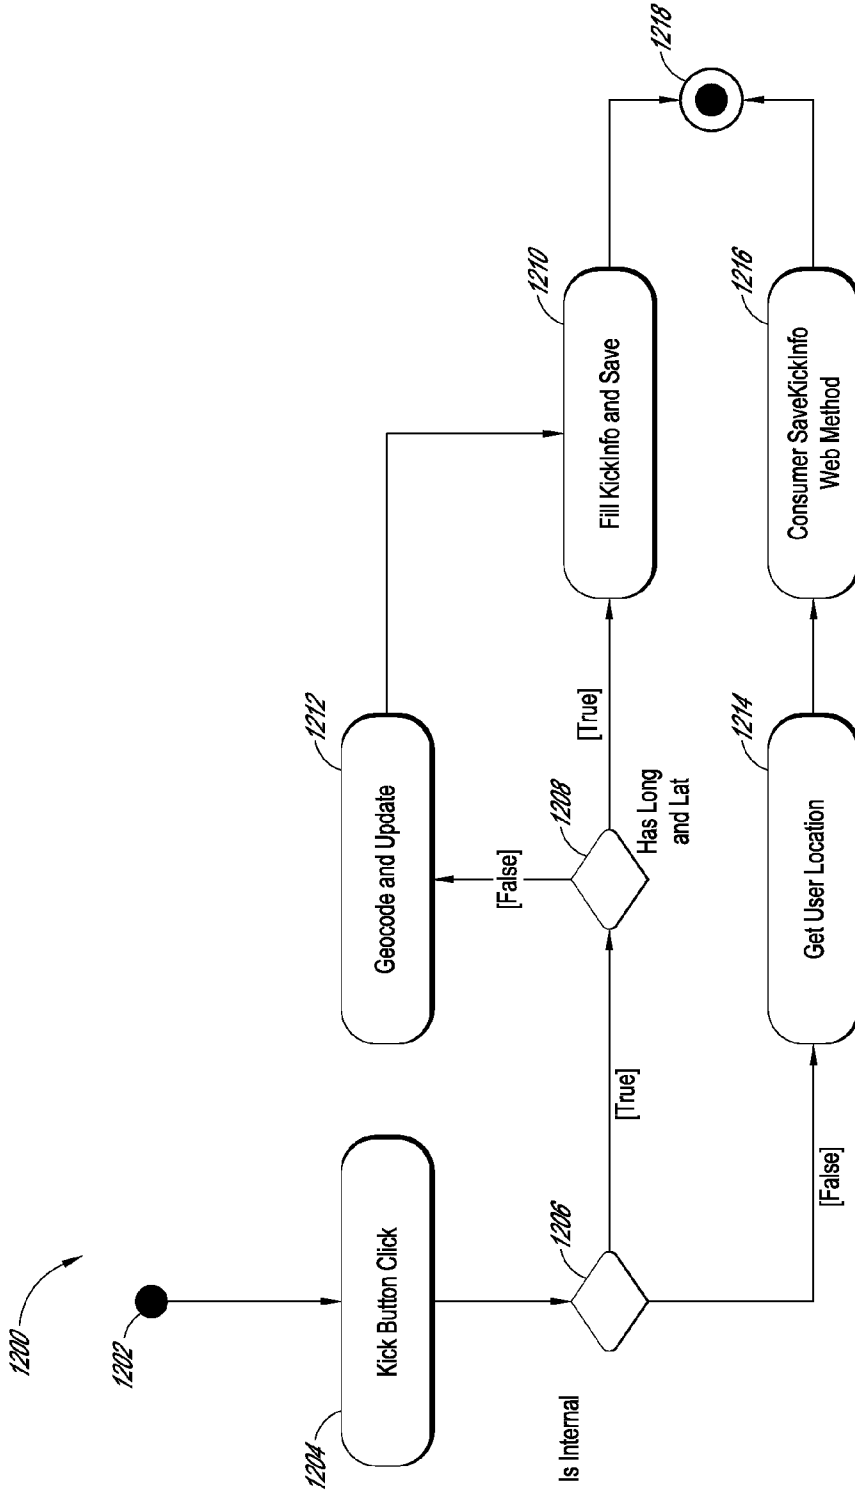 1200
1202
1204
Kick Button Click
Is Internal
1206
[True]
[False]
1212
Geocode and Update
[False]
1208
Has Long
and Lat
[True]
1210
Fill KickInfo and Save
1214
Get User Location
1216
Consumer SaveKickInfo
Web Method
1218